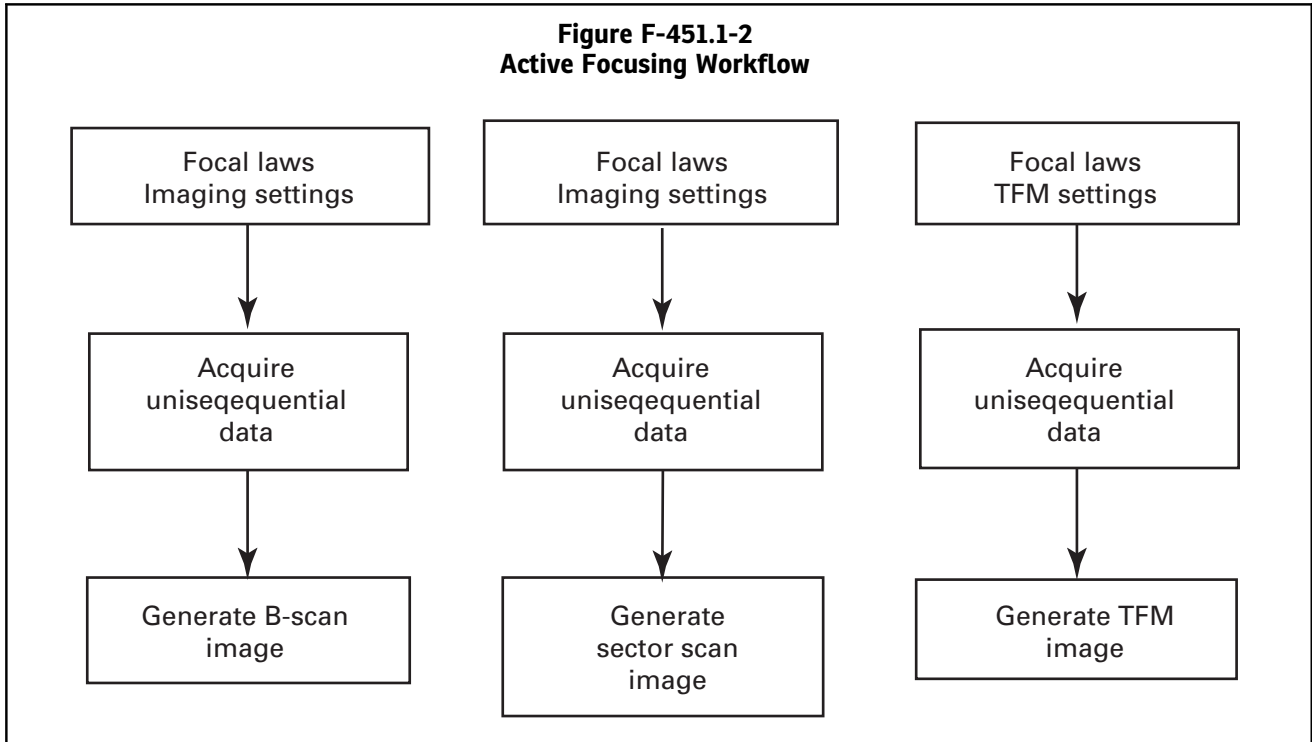 Figure F-451.1-2
Active Focusing Workflow
Focal laws
Imaging settings
Acquire
uniseqequential
data
Generate B-scan
image
Focal laws
Imaging settings
Acquire
uniseqequential
data
Generate
sector scan
image
Focal laws
TFM settings
Acquire
uniseqequential
data
Generate TFM
image